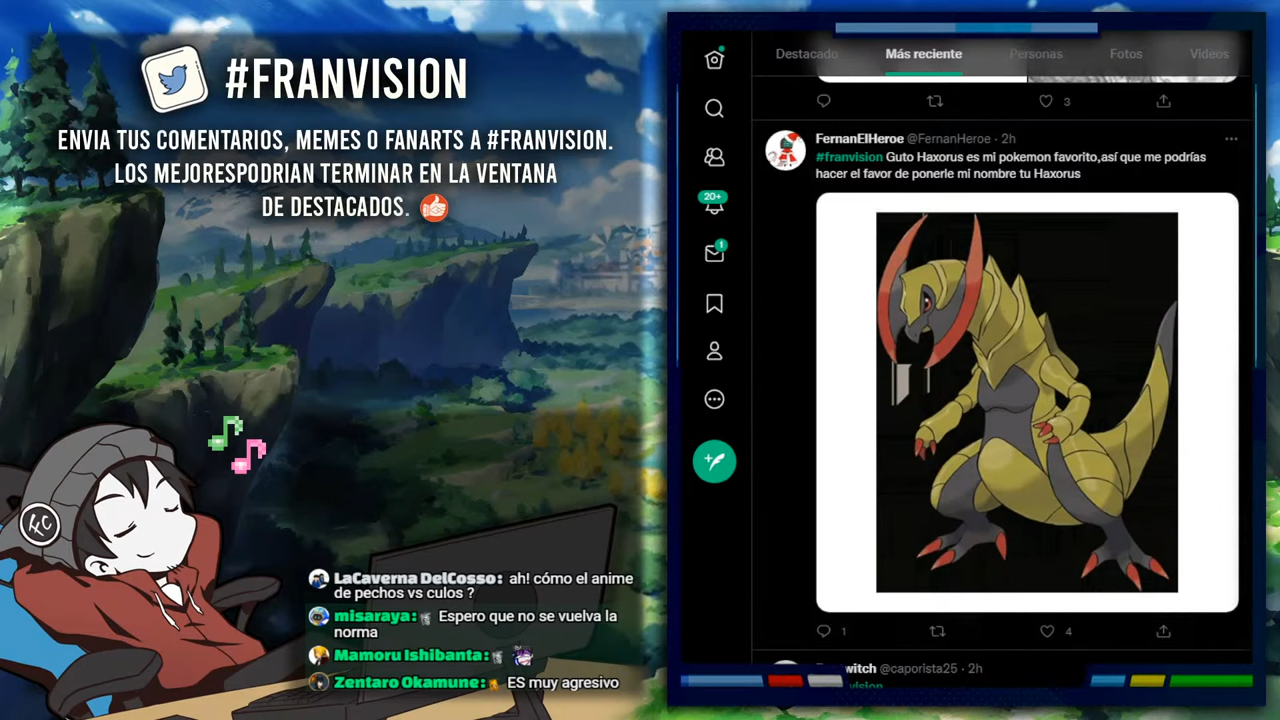 #FRANVISION
ENVIA TUS COMENTARIOS, MEMES O FANARTS A #FRANVISION.
LOS MEJORESPODRIAN TERMINAR EN LA VENTANA
DE DESTACADOS.
LaCaverna DelCosso: ah! cómo el anime
de pechos vs culos ?
misaraya: Espero que no se vuelva la
norma
Mamoru Ishibanta:
Zentaro Okamune: ES muy agresivo
Destacado Más reciente Personas Fotos Videos
3
FernanElHeroe @FernanHeroe · 2h
#franvision Guto Haxorus es mi pokemon favorito,así que me podrías
hacer el favor de ponerle mi nombre tu Haxorus
20+
1
1 4
@caporista25 · 2h